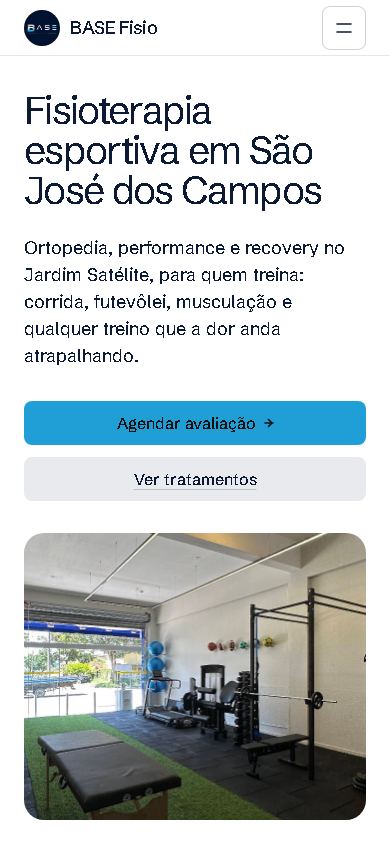 BASE
BASE Fisio
Fisioterapia
esportiva em São
José dos Campos
Ortopedia, performance e recovery no
Jardim Satélite, para quem treina:
corrida, futevôlei, musculação e
qualquer treino que a dor anda
atrapalhando.
Agendar avaliação →
Ver tratamentos